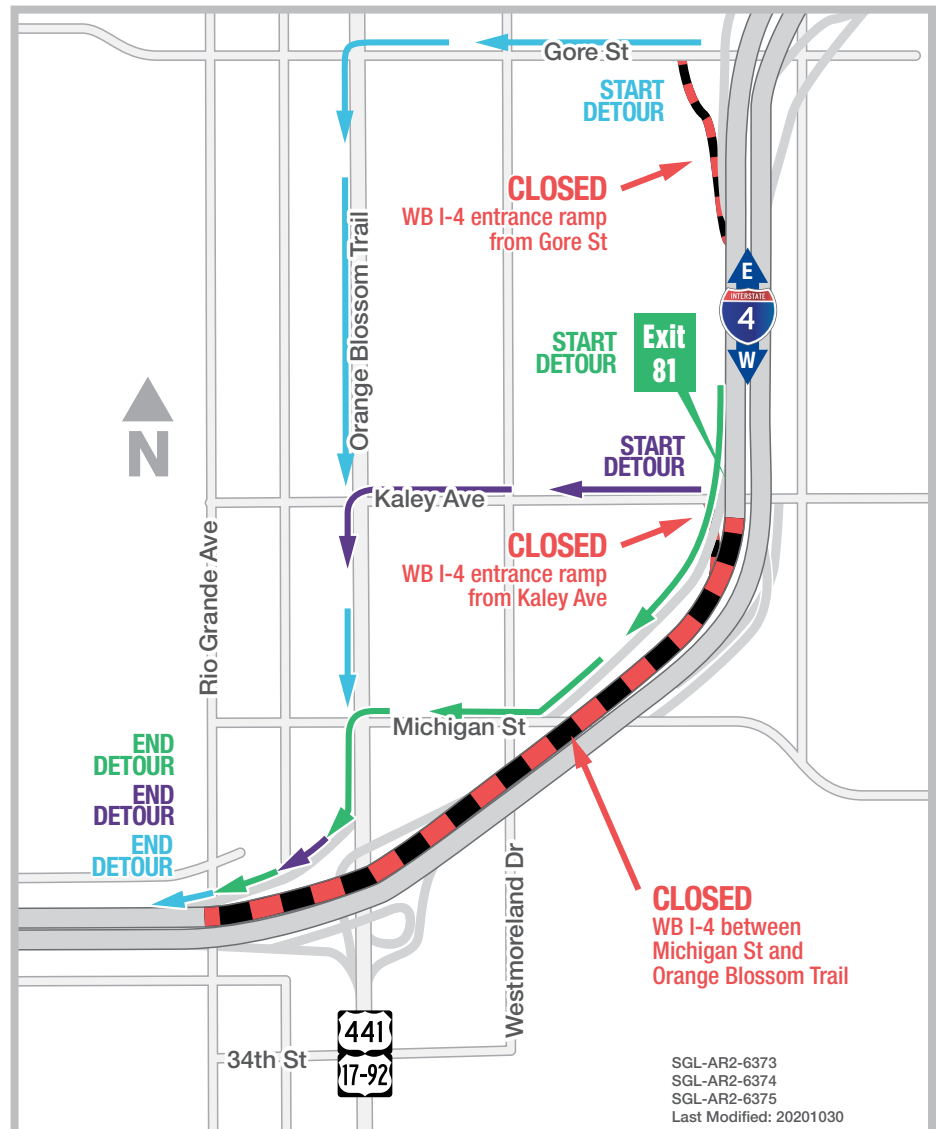 Gore St
START
DETOUR
CLOSED
WB I-4 entrance ramp
from Gore St
Orange Blossom Trail
E
INTERSTATE
4
W
START
DETOUR
Exit
81
N
START
DETOUR
Kaley Ave
CLOSED
WB I-4 entrance ramp
from Kaley Ave
Rio Grande Ave
Michigan St
END
DETOUR
END
DETOUR
END
DETOUR
Westmoreland Dr
CLOSED
WB I-4 between
Michigan St and
Orange Blossom Trail
441
17-92
34th St
SGL-AR2-6373
SGL-AR2-6374
SGL-AR2-6375
Last Modified: 20201030